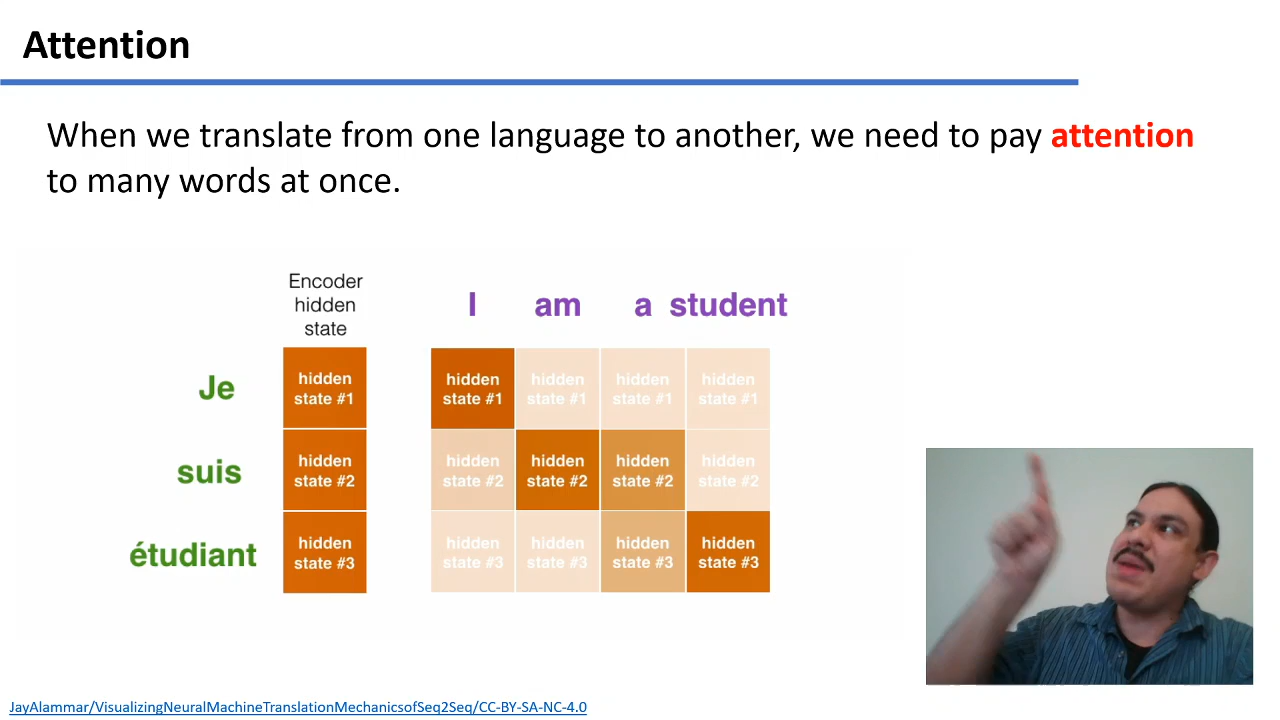 Attention
When we translate from one language to another, we need to pay attention
to many words at once.
Encoder
hidden
state
I am a student
Je
hidden
state #1
hidden
state #1
hidden
state #1
hidden
state #1
hidden
state #1
suis
hidden
state #2
hidden
state #2
hidden
state #2
hidden
state #2
hidden
state #2
étudiant
hidden
state #3
hidden
state #3
hidden
state #3
hidden
state #3
hidden
state #3
JayAlammar/VisualizingNeuralMachineTranslationMechanicsofSeq2Seq/CC-BY-SA-NC-4.0